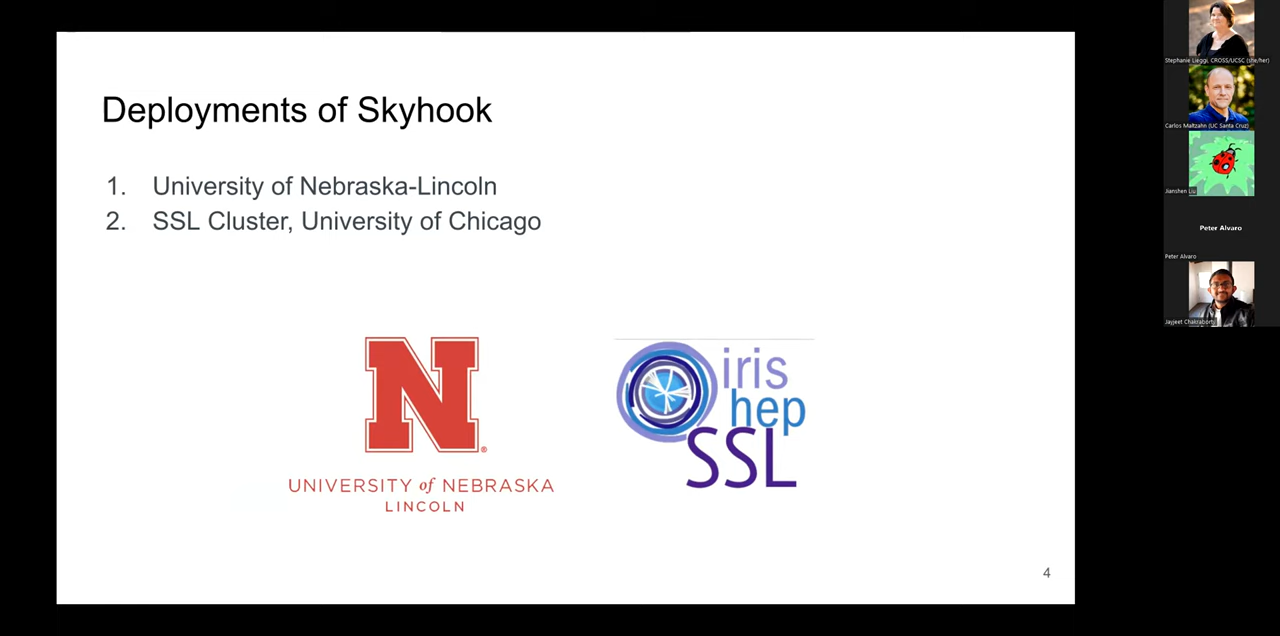 Deployments of Skyhook
1. University of Nebraska-Lincoln
2. SSL Cluster, University of Chicago
N
®
UNIVERSITY of NEBRASKA
LINCOLN
iris
hep
SSL
4
Stephanie Lieggi, CROSS/UCSC (she/her)
Carlos Maltzahn (UC Santa Cruz)
Jianshen Liu
Peter Alvaro
Peter Alvaro
Jayjeet Chakraborty